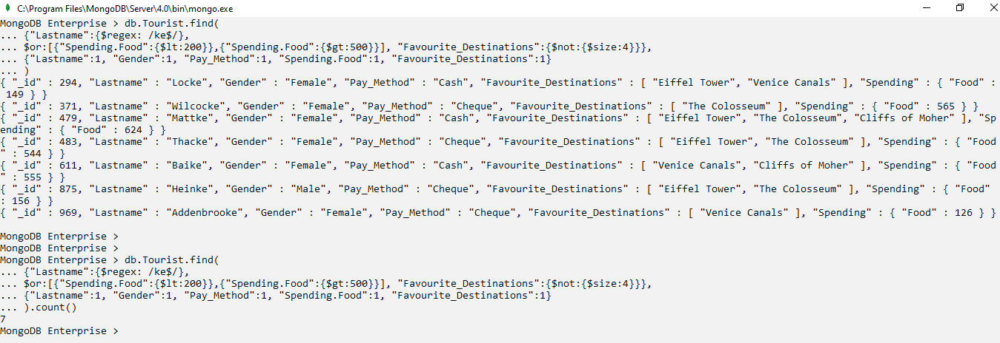 C:\Program Files\MongoDB\Server\4.0\bin\mongo.exe
MongoDB Enterprise > db.Tourist.find(
... {"Lastname":{$regex: /ke$/},
... $or:[{"Spending.Food":{$lt:200}},{"Spending.Food":{$gt:500}}], "Favourite_Destinations":{$not:{$size:4}}},
... {"Lastname":1, "Gender":1, "Pay_Method":1, "Spending.Food":1, "Favourite_Destinations":1}
... )
{ "_id" : 294, "Lastname" : "Locke", "Gender" : "Female", "Pay_Method" : "Cash", "Favourite_Destinations" : [ "Eiffel Tower", "Venice Canals" ], "Spending" : { "Food" :
 149 } }
{ "_id" : 371, "Lastname" : "Wilcocke", "Gender" : "Female", "Pay_Method" : "Cheque", "Favourite_Destinations" : [ "The Colosseum" ], "Spending" : { "Food" : 565 } }
{ "_id" : 479, "Lastname" : "Mattke", "Gender" : "Female", "Pay_Method" : "Cash", "Favourite_Destinations" : [ "Eiffel Tower", "The Colosseum", "Cliffs of Moher" ], "Sp
ending" : { "Food" : 624 } }
{ "_id" : 483, "Lastname" : "Thacke", "Gender" : "Female", "Pay_Method" : "Cheque", "Favourite_Destinations" : [ "Eiffel Tower", "The Colosseum" ], "Spending" : { "Food
" : 544 } }
{ "_id" : 611, "Lastname" : "Baike", "Gender" : "Female", "Pay_Method" : "Cash", "Favourite_Destinations" : [ "Venice Canals", "Cliffs of Moher" ], "Spending" : { "Food
" : 555 } }
{ "_id" : 875, "Lastname" : "Heinke", "Gender" : "Male", "Pay_Method" : "Cheque", "Favourite_Destinations" : [ "Eiffel Tower", "The Colosseum" ], "Spending" : { "Food"
: 156 } }
{ "_id" : 969, "Lastname" : "Addenbrooke", "Gender" : "Female", "Pay_Method" : "Cheque", "Favourite_Destinations" : [ "Venice Canals" ], "Spending" : { "Food" : 126 } }
MongoDB Enterprise >
MongoDB Enterprise >
MongoDB Enterprise > db.Tourist.find(
... {"Lastname":{$regex: /ke$/},
... $or:[{"Spending.Food":{$lt:200}},{"Spending.Food":{$gt:500}}], "Favourite_Destinations":{$not:{$size:4}}},
... {"Lastname":1, "Gender":1, "Pay_Method":1, "Spending.Food":1, "Favourite_Destinations":1}
... ).count()
7
MongoDB Enterprise >